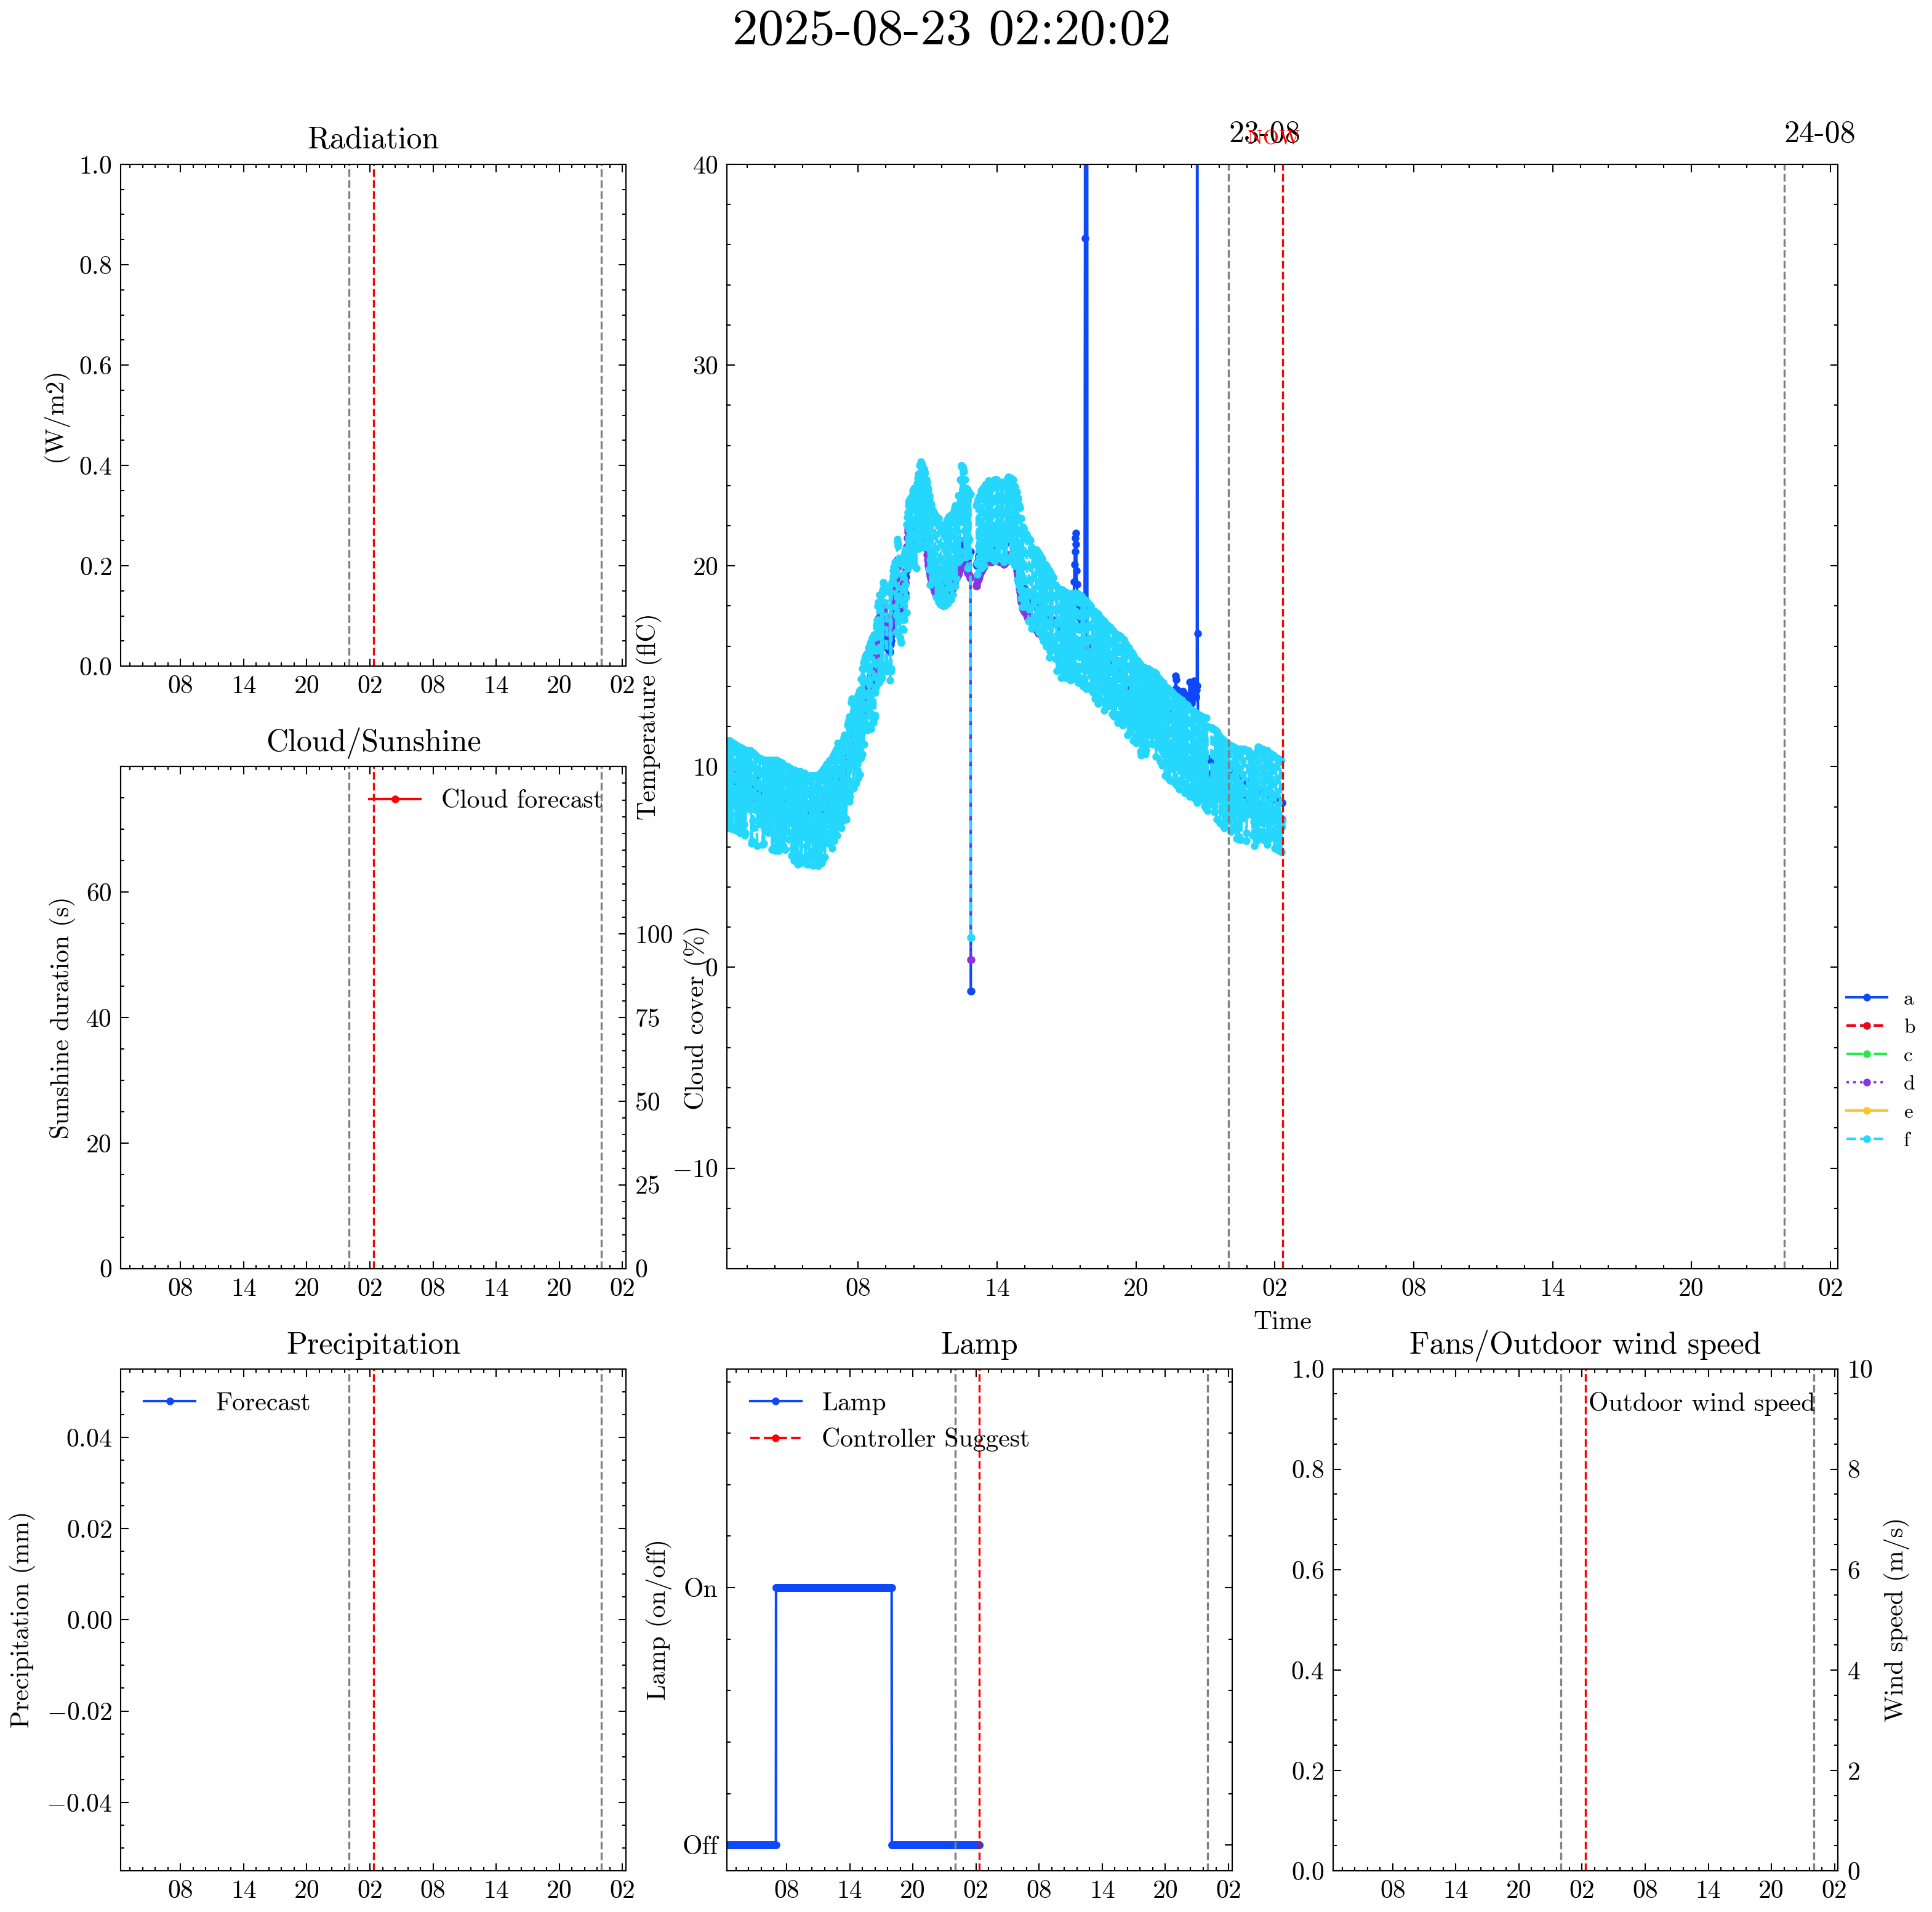 2025-08-23 02:20:02
Radiation
1.0
0.8
0.6
0.4
0.2
0.0
(W/m2)
08 14 20 02 08 14 20 02
23-08
NOW
24-08
40
30
20
10
0
−10
Temperature (flC)
08 14 20 02 08 14 20 02
Time
a
b
c
d
e
f
Cloud/Sunshine
Cloud forecast
60
40
20
0
Sunshine duration (s)
100
75
50
25
0
Cloud cover (%)
08 14 20 02 08 14 20 02
Precipitation
Forecast
0.04
0.02
0.00
−0.02
−0.04
Precipitation (mm)
08 14 20 02 08 14 20 02
Lamp
Lamp
Controller Suggest
On
Off
Lamp (on/off)
08 14 20 02 08 14 20 02
Fans/Outdoor wind speed
Outdoor wind speed
1.0
0.8
0.6
0.4
0.2
0.0
10
8
6
4
2
0
Wind speed (m/s)
08 14 20 02 08 14 20 02